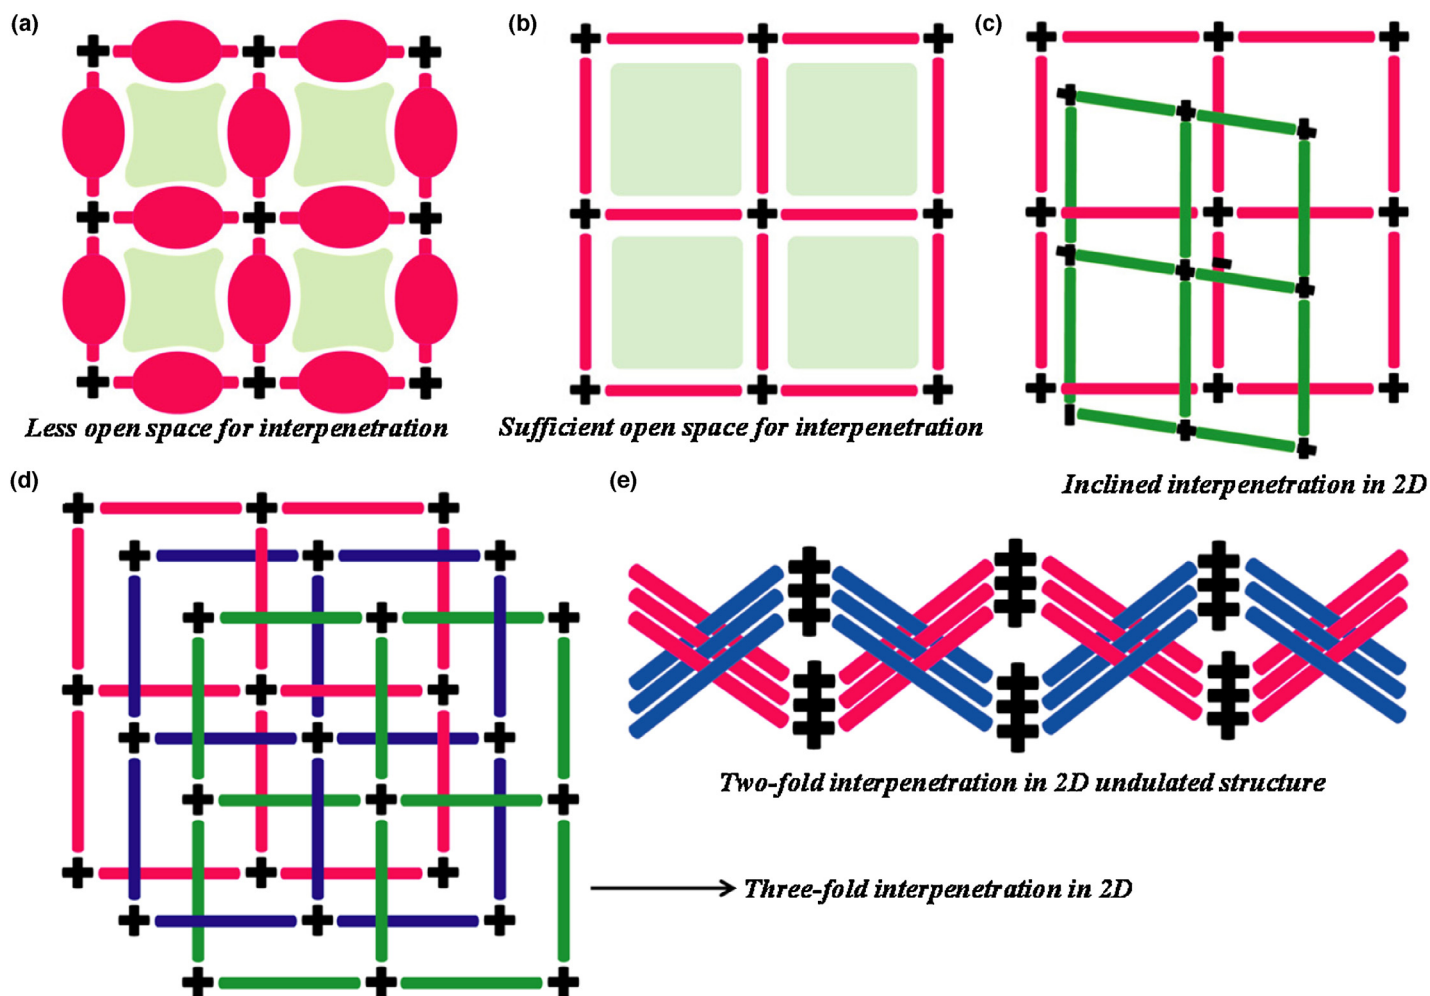 (a)
(b)
(c)
Less open space for interpenetration
Sufficient open space for interpenetration
Inclined interpenetration in 2D
(d)
(e)
Two-fold interpenetration in 2D undulated structure
Three-fold interpenetration in 2D